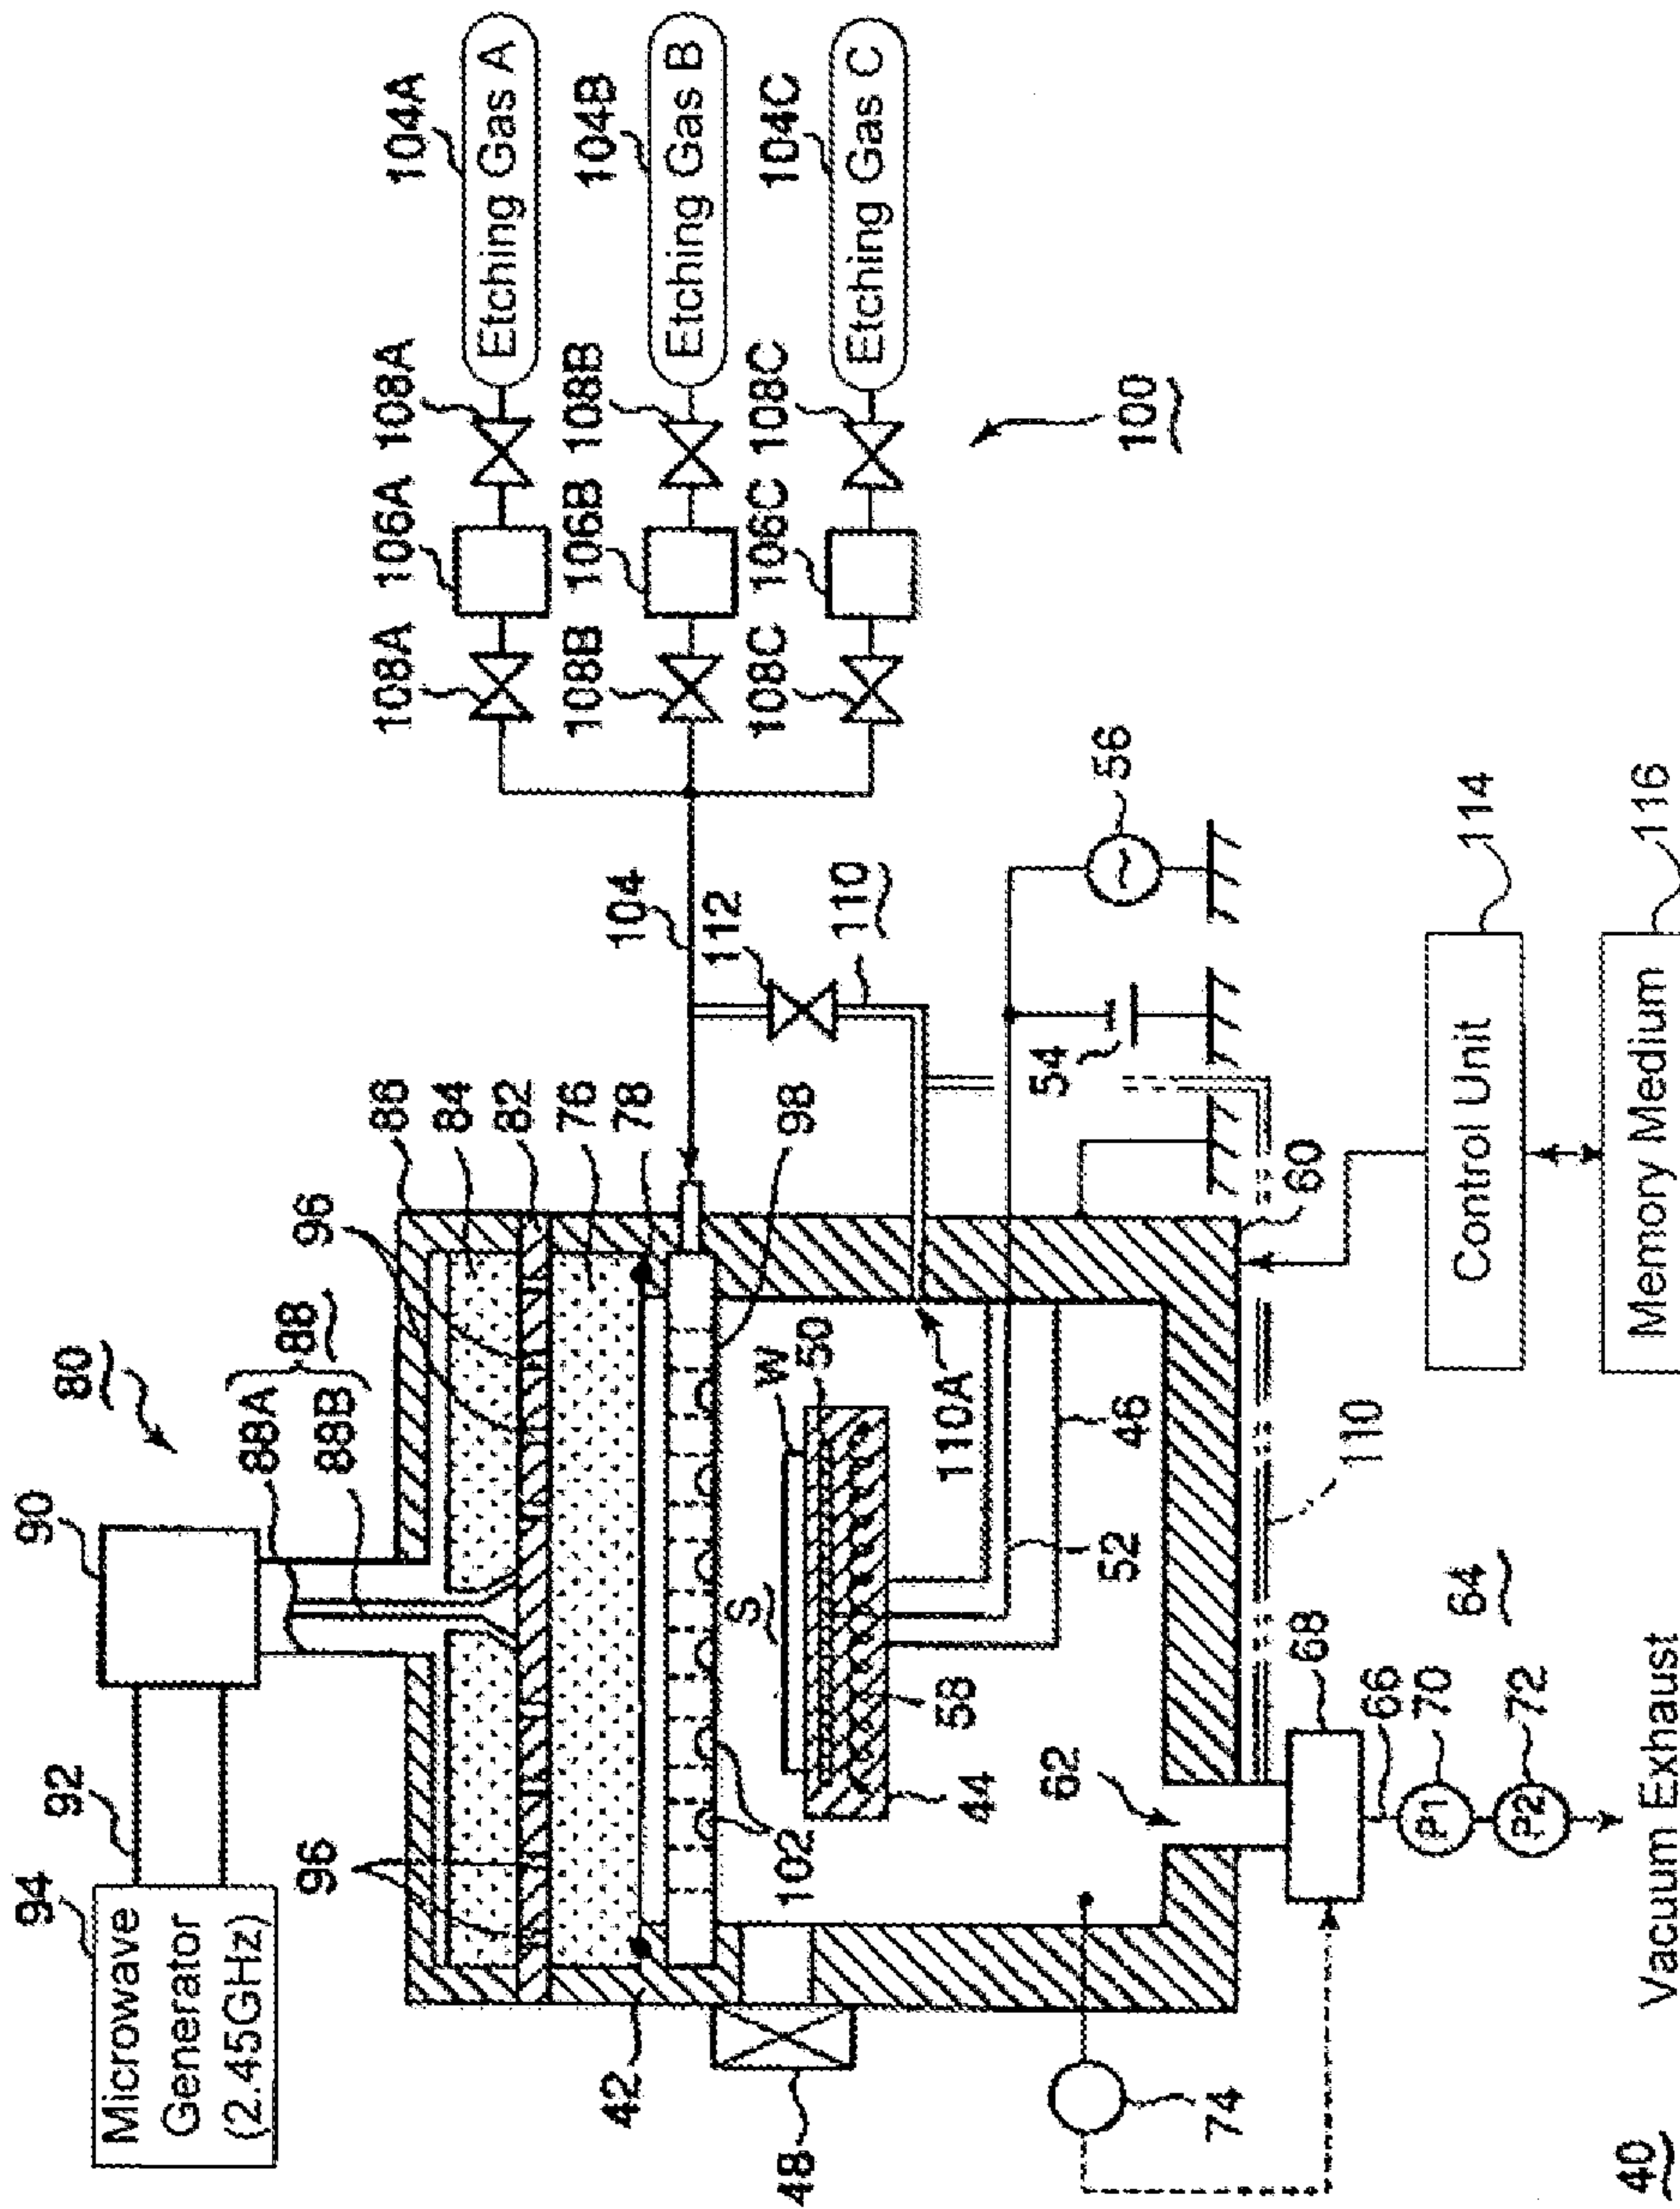 80
90
88A
88
88B
92
94
Microwave
Generator
(2.45GHz)
96
96
86
84
82
76
78
98
104
112
110
108A
106A
108A
104A
Etching Gas A
108B
106B
108B
104B
Etching Gas B
108C
106C
108C
104C
Etching Gas C
100
42
48
102
S
W
50
110A
44
58
52
46
62
54
56
60
74
68
66
64
P1
70
P2
72
110
Control Unit
114
Memory Medium
116
Vacuum Exhaust
40